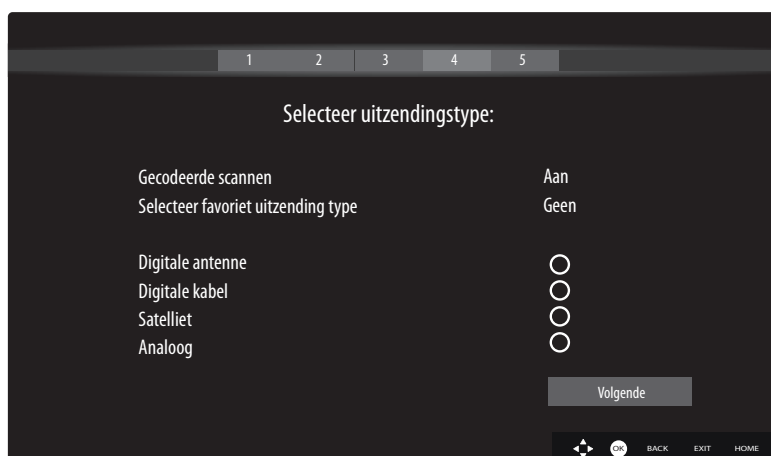 1 2 3 4 5
Selecteer uitzendingstype:
Gecodeerde scannen Aan
Selecteer favoriet uitzending type Geen
Digitale antenne
Digitale kabel
Satelliet
Analoog
Volgende
OK BACK EXIT HOME